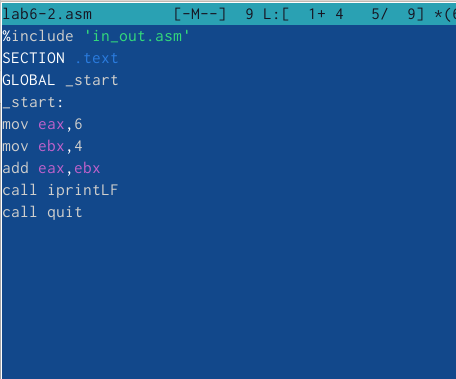 lab6-2.asm [-M--] 9 L:[ 1+ 4 5/ 9] *(6
%include 'in_out.asm'
SECTION .text
GLOBAL _start
_start:
mov eax,6
mov ebx,4
add eax,ebx
call iprintLF
call quit